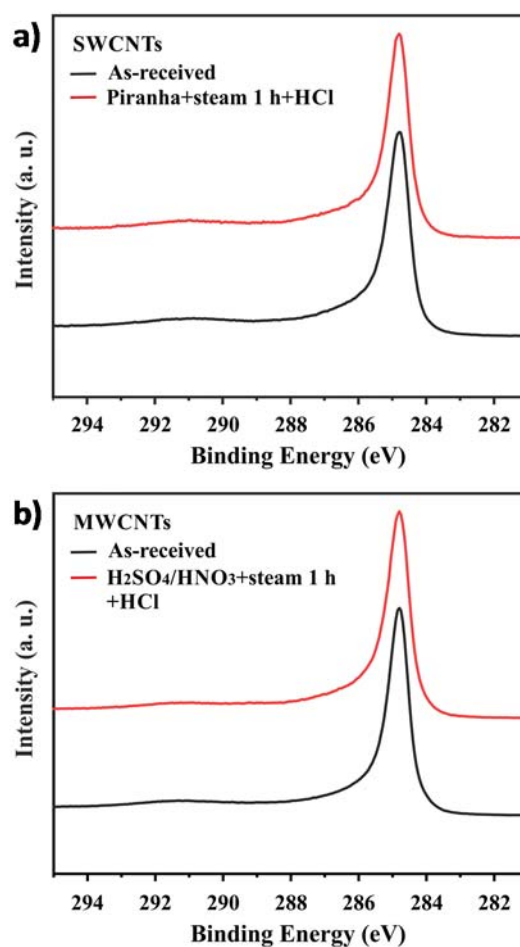 a)
SWCNTs
As-received
Piranha+steam 1 h+HCl
Intensity (a. u.)
294 292 290 288 286 284 282
Binding Energy (eV)
b)
MWCNTs
As-received
H₂SO₄/HNO₃+steam 1 h
+HCl
Intensity (a. u.)
294 292 290 288 286 284 282
Binding Energy (eV)